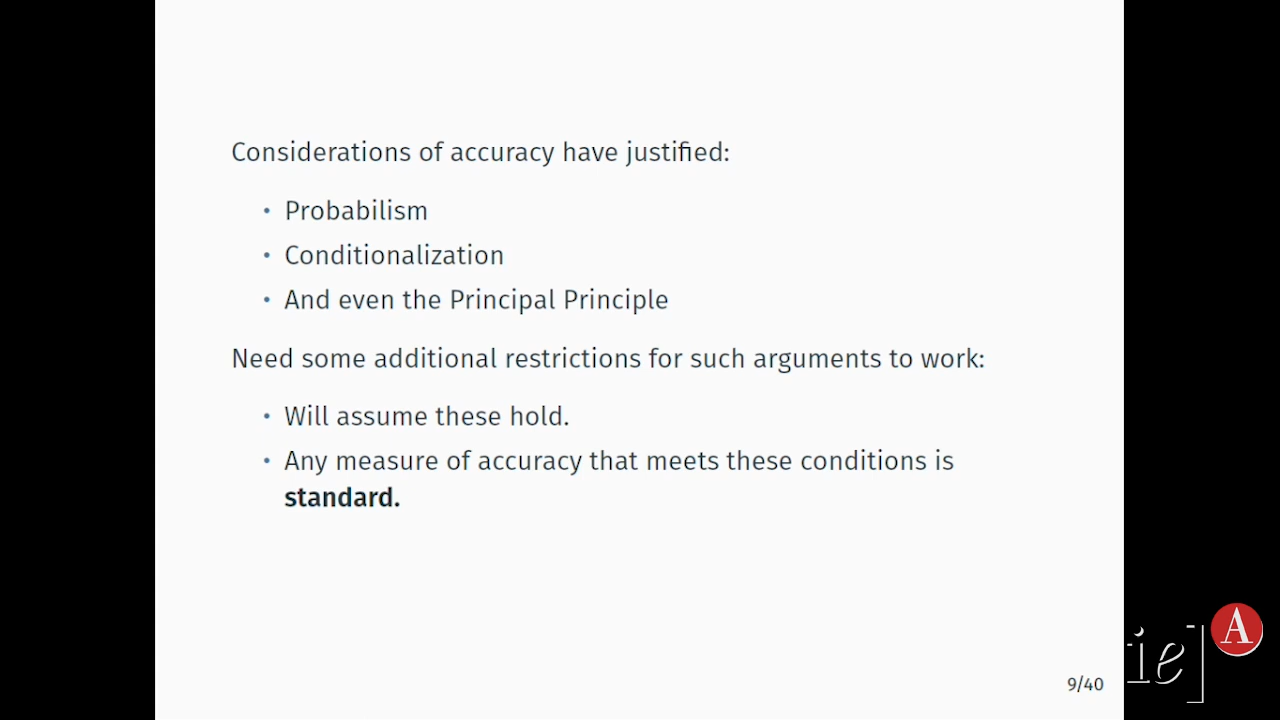 Considerations of accuracy have justified:
• Probabilism
• Conditionalization
• And even the Principal Principle
Need some additional restrictions for such arguments to work:
• Will assume these hold.
• Any measure of accuracy that meets these conditions is
standard.
9/40
ie]
A